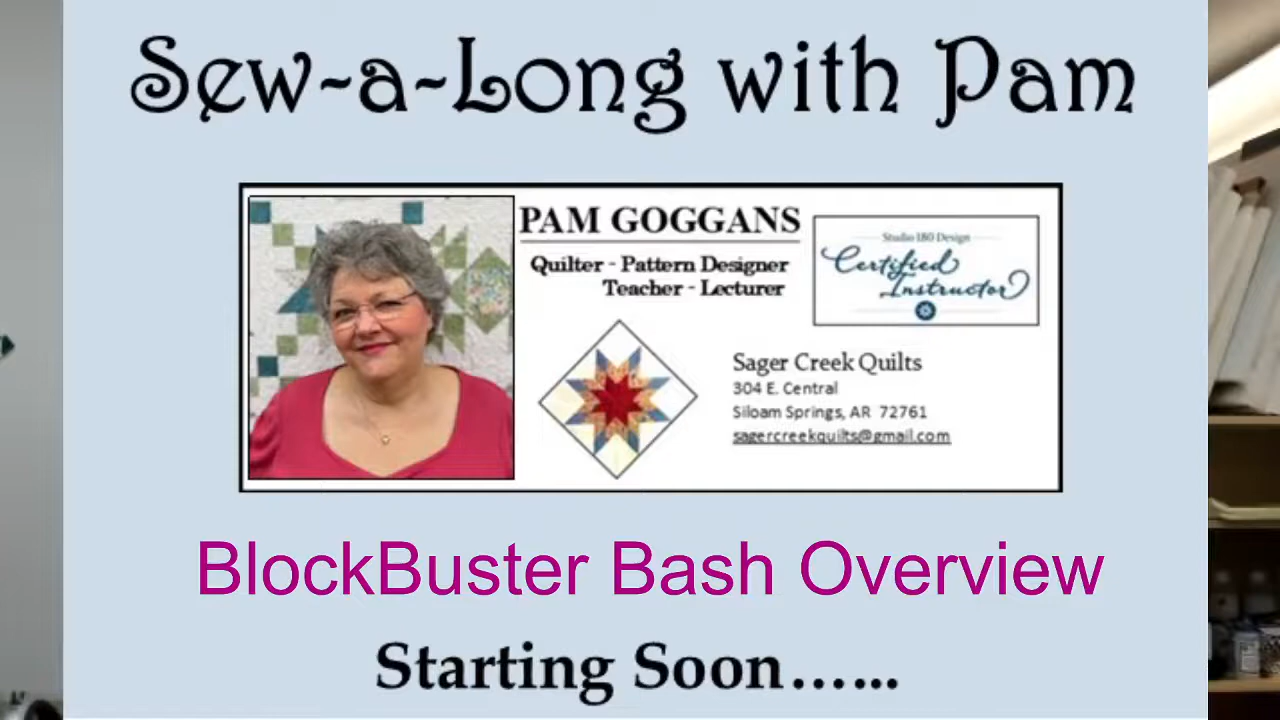 Sew-a-Long with Pam
PAM GOGGANS
Quilter - Pattern Designer
Teacher - Lecturer
Studio 180 Design
Certified
Instructor
Sager Creek Quilts
304 E. Central
Siloam Springs, AR 72761
sagercreekquilts@gmail.com
BlockBuster Bash Overview
Starting Soon…...